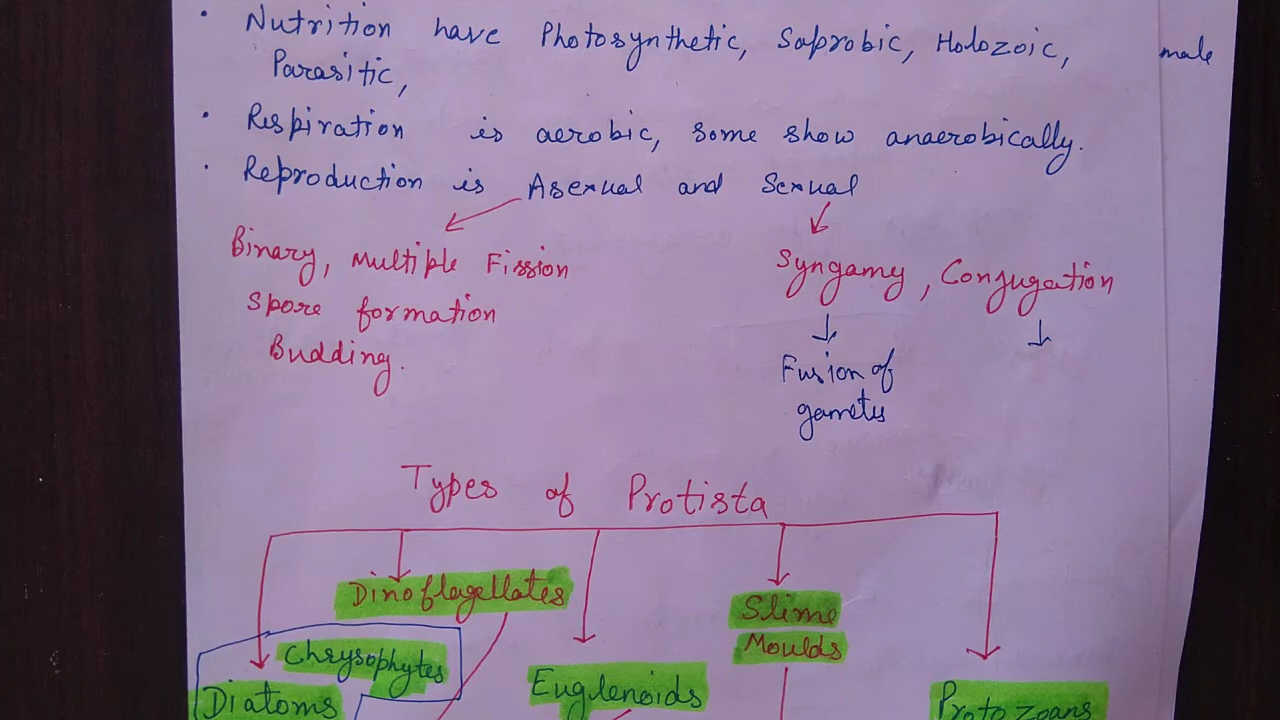 • Nutrition have Photosynthetic, Saprobic, Holozoic, male
Parasitic,
• Respiration is aerobic, some show anaerobically.
• Reproduction is Asexual and Sexual
Binary, Multiple Fission
Spore formation
Budding.
Syngamy, Conjugation
Fusion of
gametes
Types of Protista
Dinoflagellates
Slime
Moulds
Chrysophytes
Diatoms
Euglenoids
Protozoans